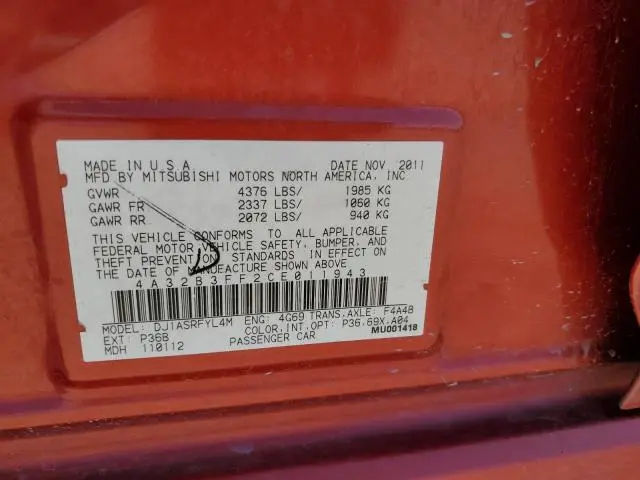 MADE IN U.S.A. DATE NOV 2011
MFD BY MITSUBISHI MOTORS NORTH AMERICA, INC
GVWR 4376 LBS/ 1985 KG
GAWR FR 2337 LBS/ 1060 KG
GAWR RR 2072 LBS/ 940 KG
THIS VEHICLE CONFORMS TO ALL APPLICABLE
FEDERAL MOTOR VEHICLE SAFETY, BUMPER, AND
THEFT PREVENTION STANDARDS IN EFFECT ON
THE DATE OF MANUFACTURE SHOWN ABOVE
4A32B3FF2CE011943
MODEL: DJ1ASRFYL4M ENG: 4G69 TRANS.AXLE: F4A4B
EXT: P36B COLOR,INT,OPT: P36,69X,A04
MDH 110112 PASSENGER CAR MU001418